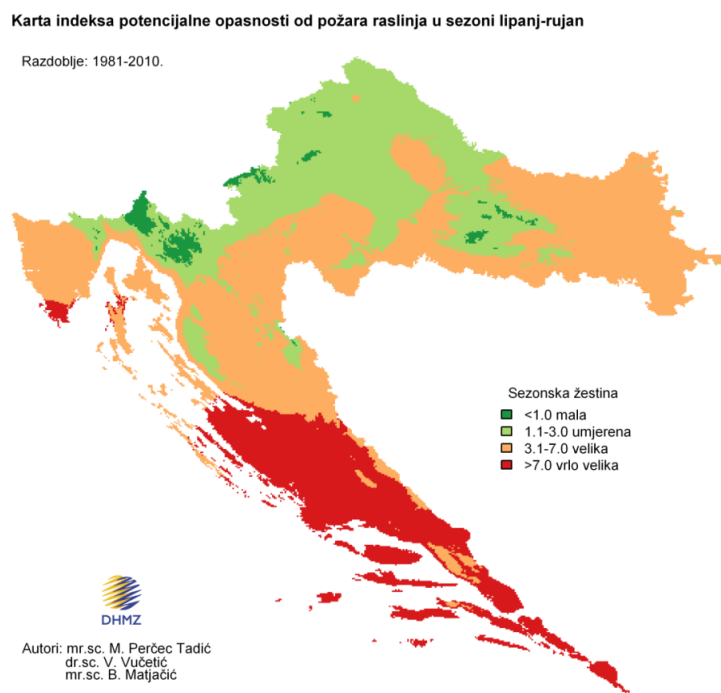 Karta indeksa potencijalne opasnosti od požara raslinja u sezoni lipanj-rujan
Razdoblje: 1981-2010.
Sezonska žestina
<1.0 mala
1.1-3.0 umjerena
3.1-7.0 velika
>7.0 vrlo velika
DHMZ
Autori: mr.sc. M. Perčec Tadić
dr.sc. V. Vučetić
mr.sc. B. Matjačić